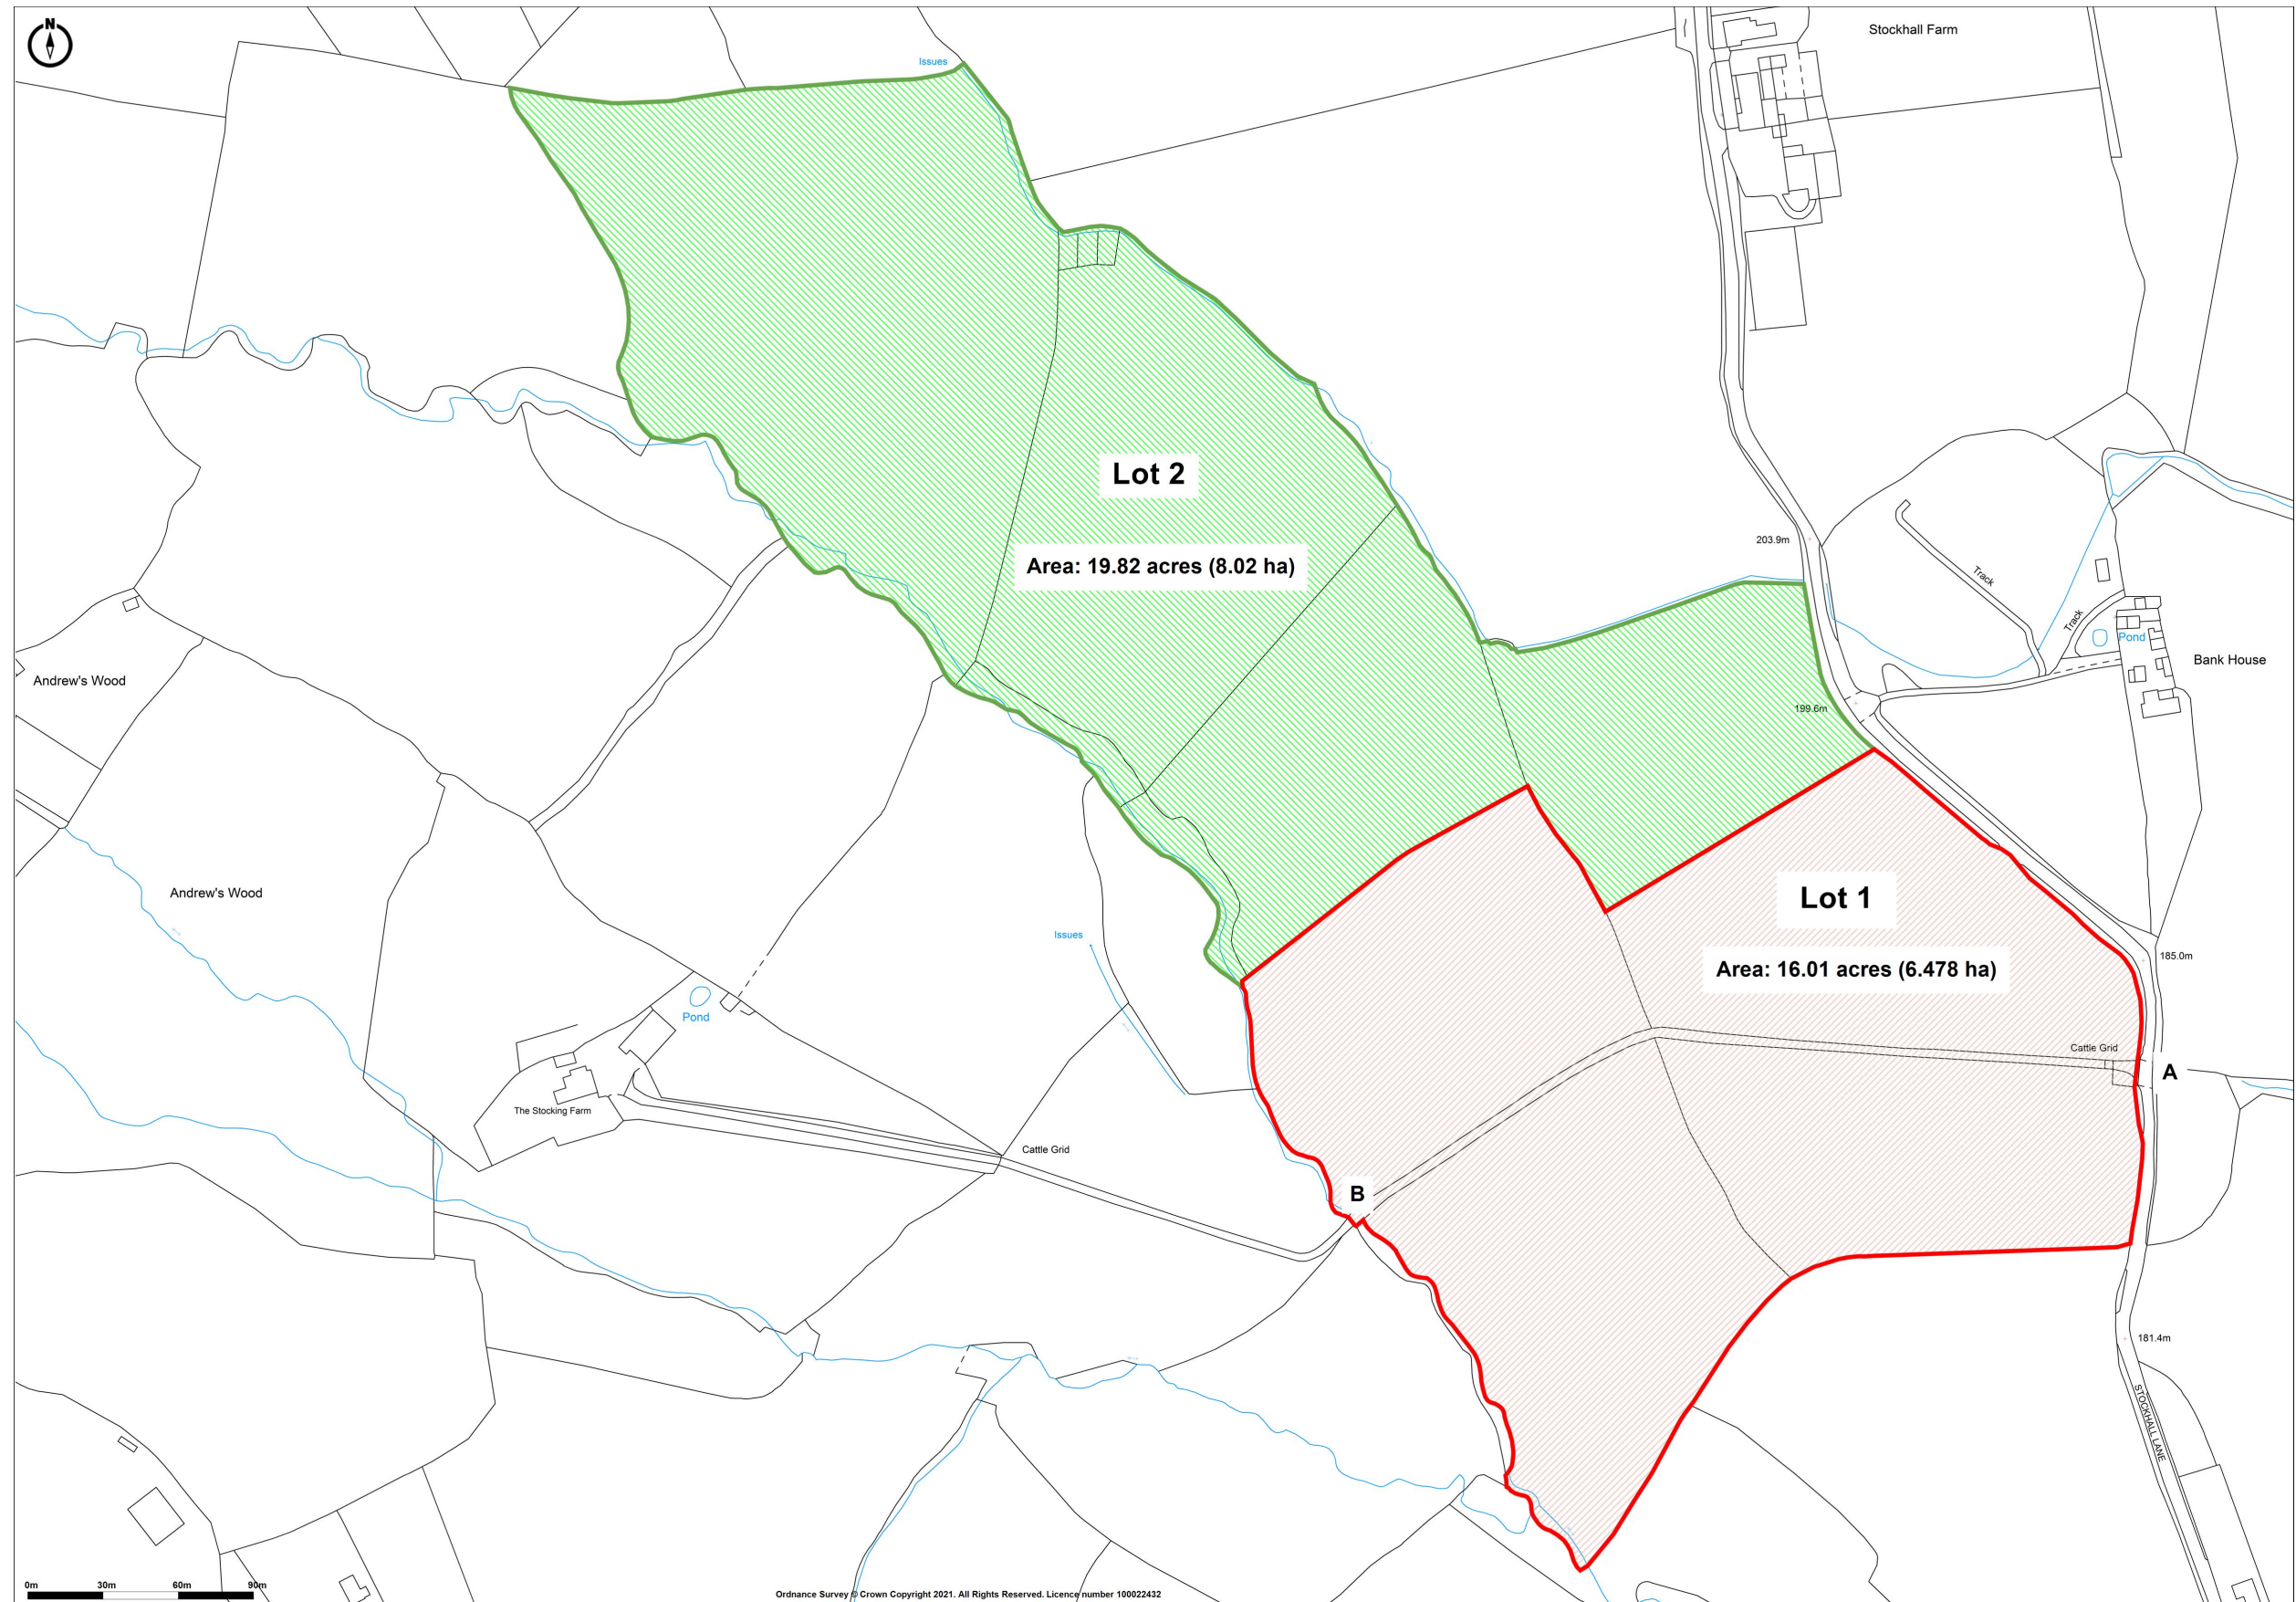 N
Stockhall Farm
Issues
Lot 2
203.9m
Area: 19.82 acres (8.02 ha)
Track
Track
Pond
Bank House
Andrew's Wood
199.6m
Andrew's Wood
Lot 1
Issues
185.0m
Area: 16.01 acres (6.478 ha)
Pond
Cattle Grid
A
The Stocking Farm
Cattle Grid
B
181.4m
STOCKHALL LANE
0m 30m 60m 90m
Ordnance Survey © Crown Copyright 2021. All Rights Reserved. Licence number 100022432